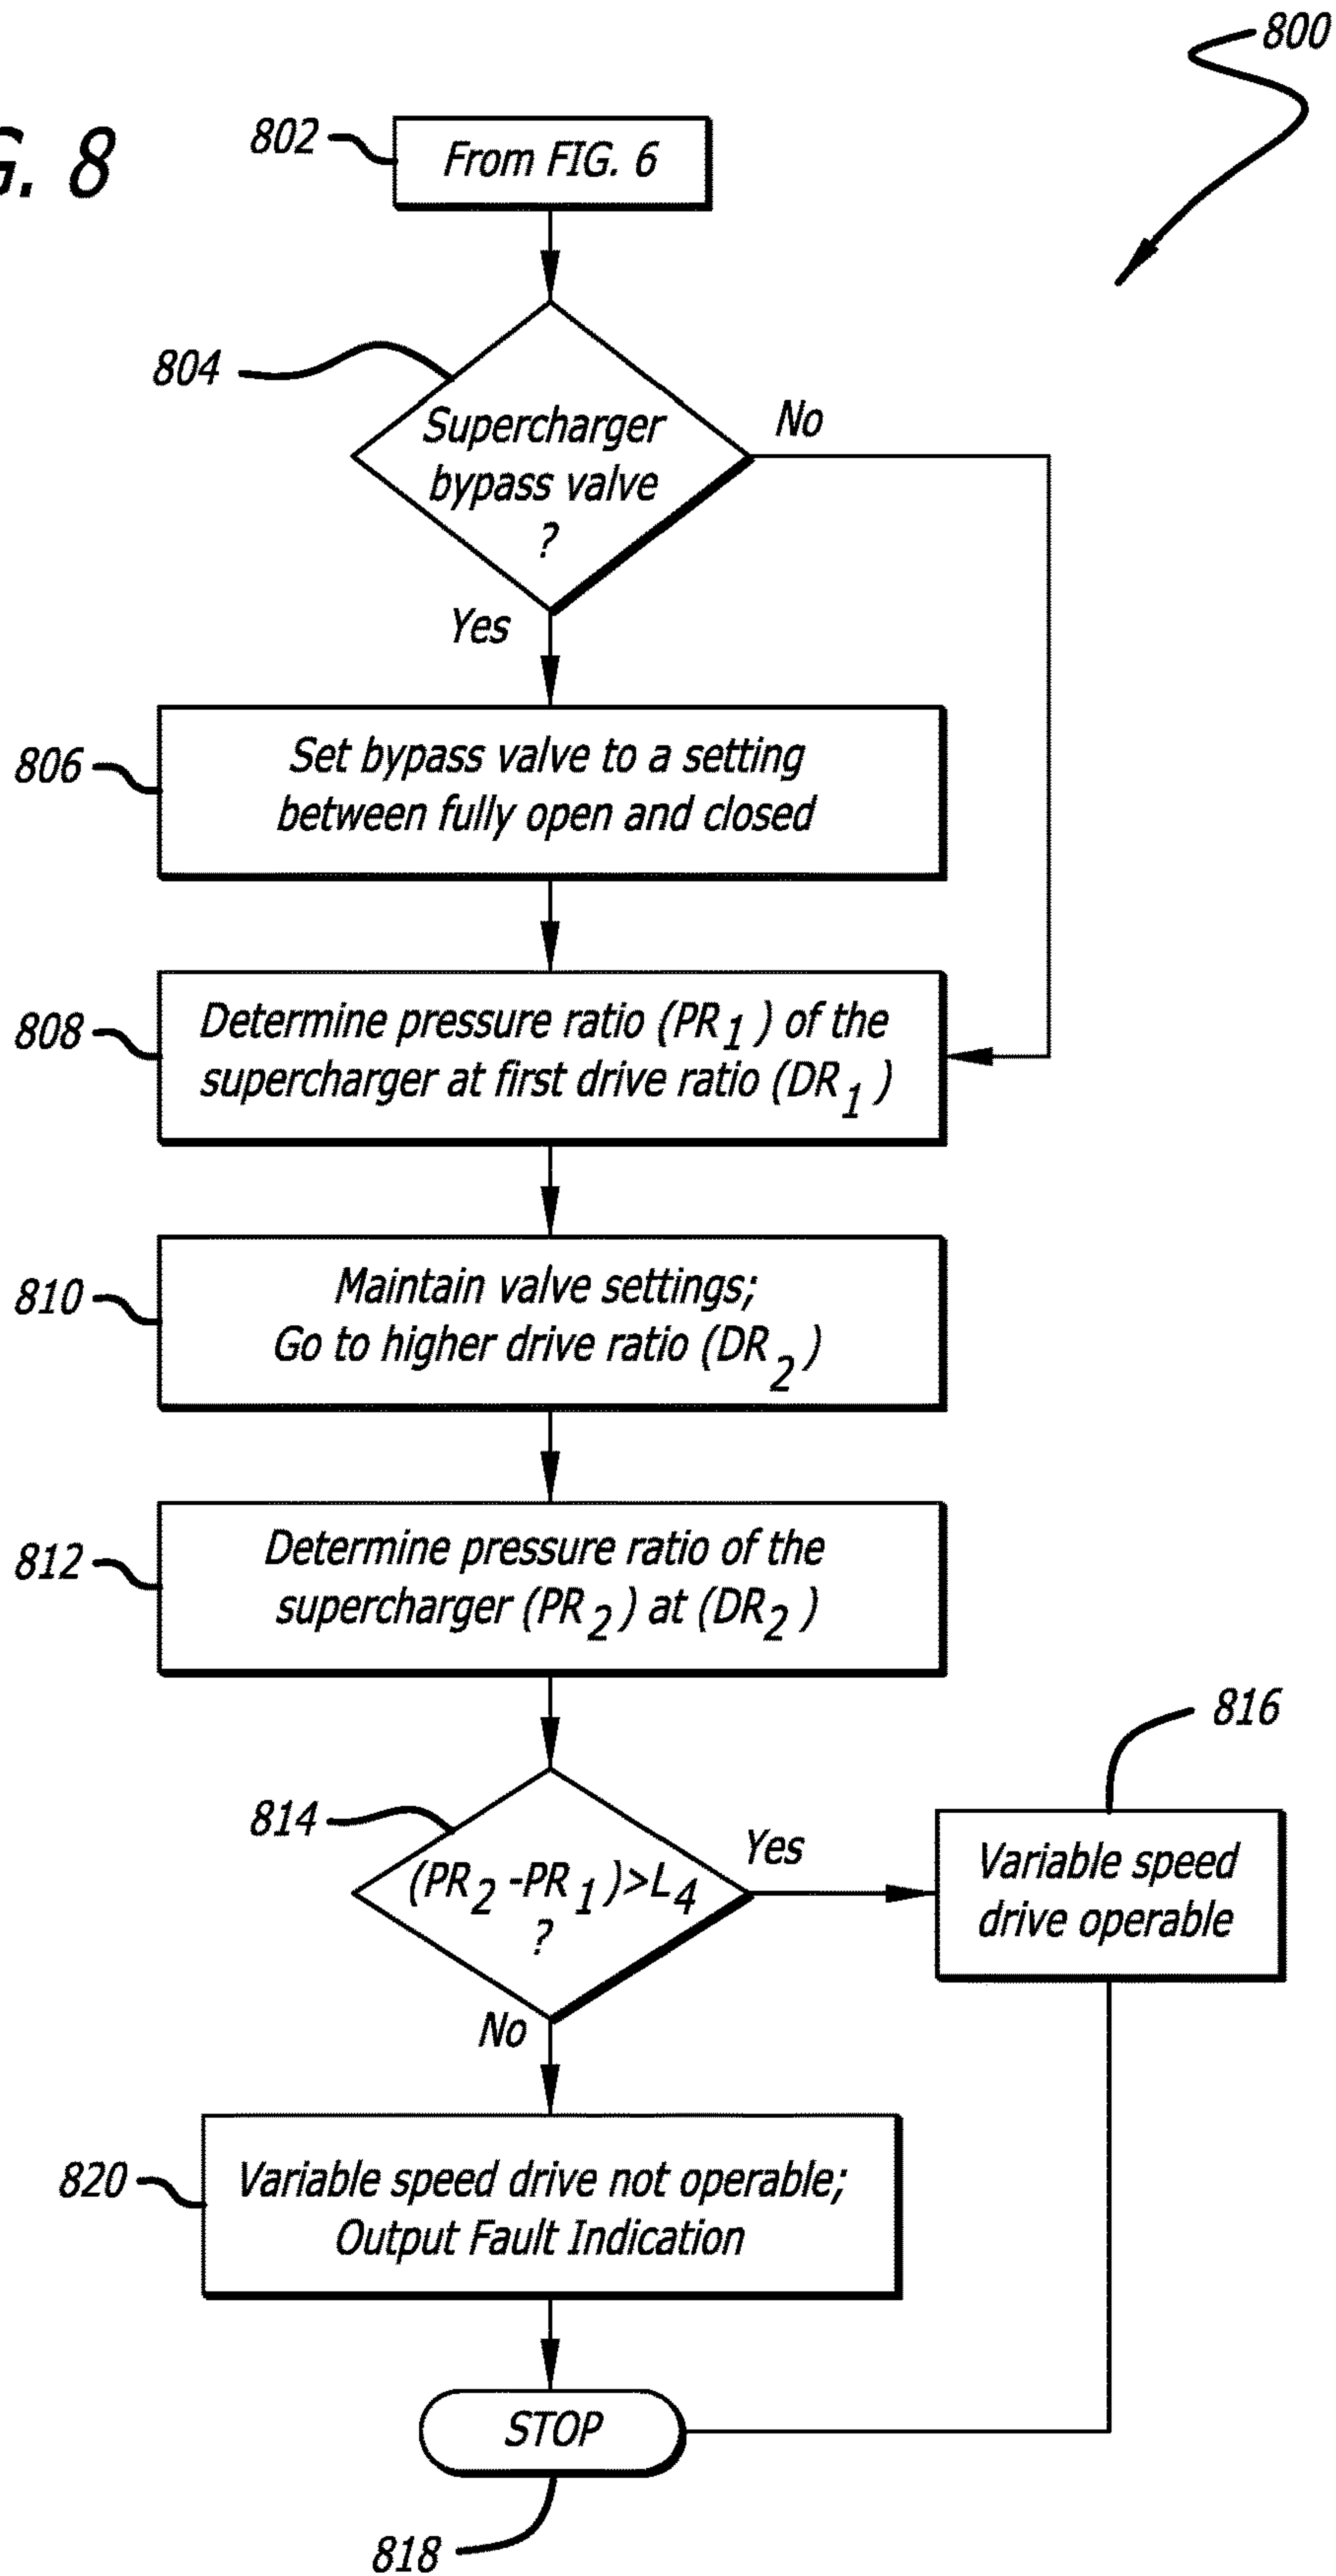 800
G. 8
802
From FIG. 6
804
Supercharger
bypass valve
?
No
Yes
806
Set bypass valve to a setting
between fully open and closed
808
Determine pressure ratio (PR1) of the
supercharger at first drive ratio (DR1)
810
Maintain valve settings;
Go to higher drive ratio (DR2)
812
Determine pressure ratio of the
supercharger (PR2) at (DR2)
814
(PR2-PR1)>L4
?
Yes
816
Variable speed
drive operable
No
820
Variable speed drive not operable;
Output Fault Indication
STOP
818